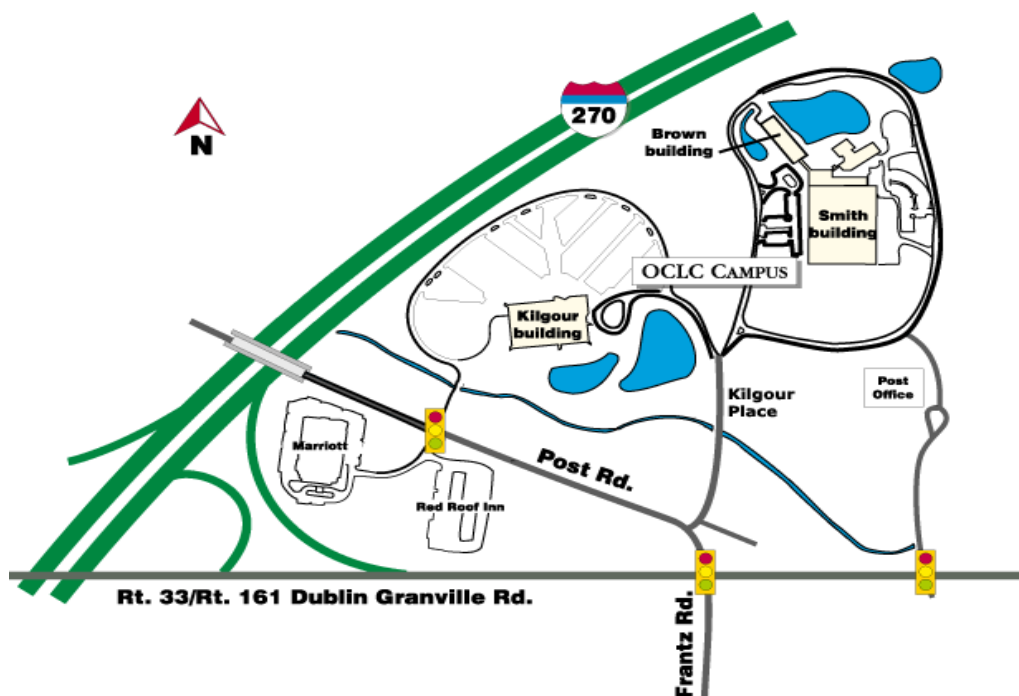 270
N
Brown
building
Smith
building
OCLC CAMPUS
Kilgour
building
Post
Office
Kilgour
Place
Marriott
Post Rd.
Red Roof Inn
Rt. 33/Rt. 161 Dublin Granville Rd.
Frantz Rd.